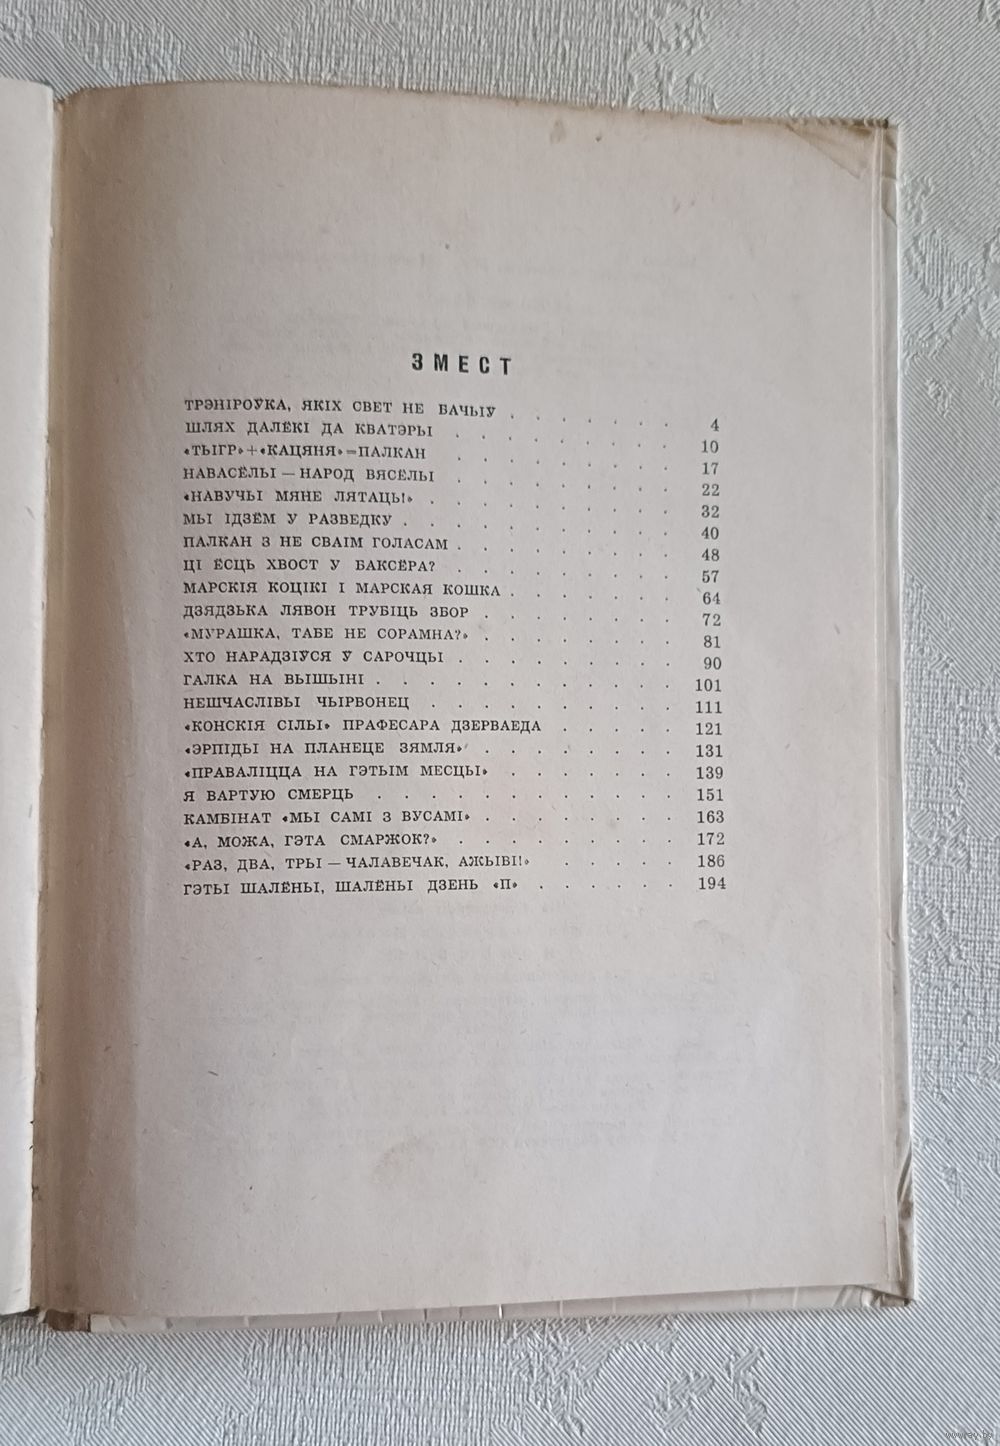 ЗМЕСТ
ТРЭНІРОЎКА, ЯКІХ СВЕТ НЕ БАЧЫЎ . . . . . . . 4
ШЛЯХ ДАЛЁКІ ДА КВАТЭРЫ . . . . . . . . . 10
«ТЫГР»+«КАЦЯНЯ»=ПАЛКАН . . . . . . . . . 17
НАВАСЁЛЫ — НАРОД ВЯСЁЛЫ . . . . . . . . . 22
«НАВУЧЫ МЯНЕ ЛЯТАЦЬ!» . . . . . . . . . . 32
МЫ ІДЗЁМ У РАЗВЕДКУ . . . . . . . . . . . 40
ПАЛКАН З НЕ СВАІМ ГОЛАСАМ . . . . . . . . . 48
ЦІ ЁСЦЬ ХВОСТ У БАКСЁРА? . . . . . . . . . 57
МАРСКІЯ КОЦІКІ І МАРСКАЯ КОШКА . . . . . . . 64
ДЗЯДЗЬКА ЛЯВОН ТРУБІЦЬ ЗБОР . . . . . . . . 72
«МУРАШКА, ТАБЕ НЕ СОРАМНА?» . . . . . . . . 81
ХТО НАРАДЗІЎСЯ Ў САРОЧЦЫ . . . . . . . . . 90
ГАЛКА НА ВЫШЫНІ . . . . . . . . . . . . 101
НЕШЧАСЛІВЫ ЧЫРВОНЕЦ . . . . . . . . . . 111
«КОНСКІЯ СІЛЫ» ПРАФЕСАРА ДЗЕРВАЕДА . . . . . 121
«ЭРПІДЫ НА ПЛАНЕЦЕ ЗЯМЛЯ» . . . . . . . . 131
«ПРАВАЛІЦЦА НА ГЭТЫМ МЕСЦЫ» . . . . . . . 139
Я ВАРТУЮ СМЕРЦЬ . . . . . . . . . . . . 151
КАМБІНАТ «МЫ САМІ З ВУСАМІ» . . . . . . . . 163
«А, МОЖА, ГЭТА СМАРЖОК?» . . . . . . . . . 172
«РАЗ, ДВА, ТРЫ — ЧАЛАВЕЧАК, АЖЫВІ!» . . . . . 186
ГЭТЫ ШАЛЁНЫ, ШАЛЁНЫ ДЗЕНЬ «П» . . . . . . 194